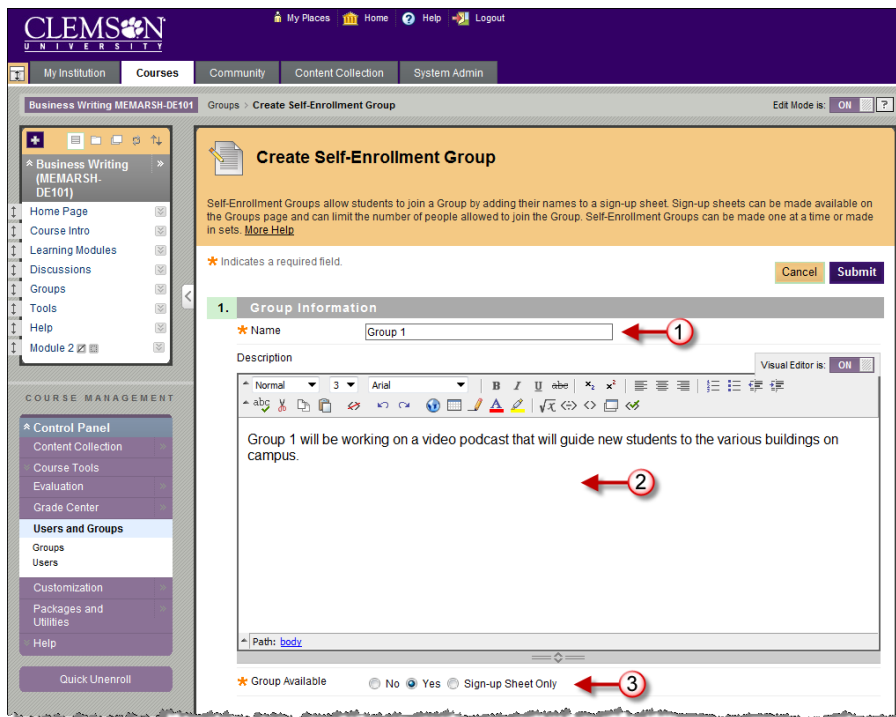 CLEMSON
UNIVERSITY
My Places Home Help Logout
My Institution Courses Community Content Collection System Admin
Business Writing MEMARSH-DE101 Groups > Create Self-Enrollment Group Edit Mode is: ON ?
Business Writing
(MEMARSH-
DE101)
Home Page
Course Intro
Learning Modules
Discussions
Groups
Tools
Help
Module 2
COURSE MANAGEMENT
Control Panel
Content Collection
Course Tools
Evaluation
Grade Center
Users and Groups
Groups
Users
Customization
Packages and
Utilities
Help
Quick Unenroll
Create Self-Enrollment Group
Self-Enrollment Groups allow students to join a Group by adding their names to a sign-up sheet. Sign-up sheets can be made available on
the Groups page and can limit the number of people allowed to join the Group. Self-Enrollment Groups can be made one at a time or made
in sets. More Help
Indicates a required field.
Cancel Submit
1. Group Information
Name Group 1 1
Description
Visual Editor is: ON
Normal 3 Arial B I U abc x₂ x²
abc
Group 1 will be working on a video podcast that will guide new students to the various buildings on
campus.
2
Path: body
Group Available No Yes Sign-up Sheet Only 3